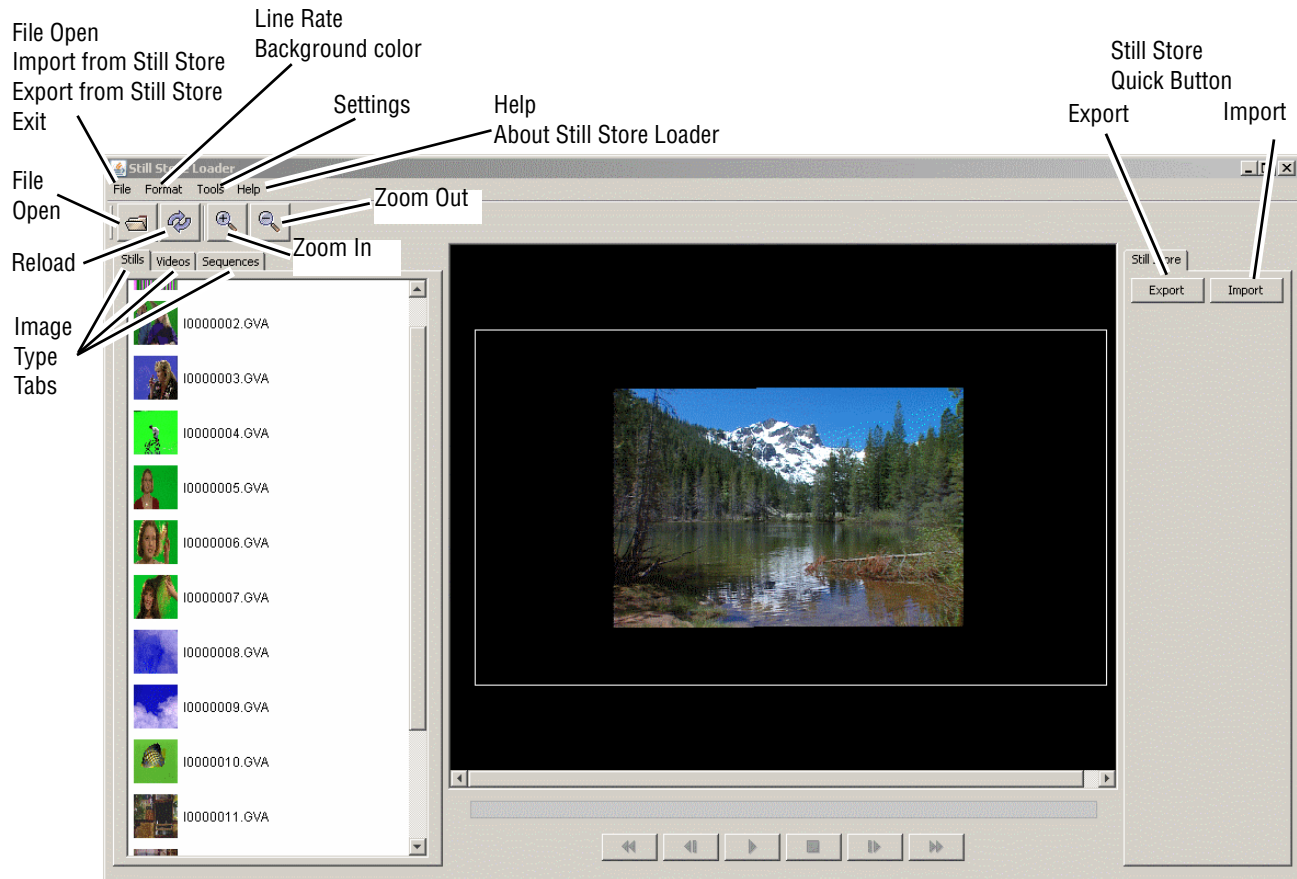 File Open
Import from Still Store
Export from Still Store
Exit
Line Rate
Background color
Settings
Help
About Still Store Loader
Still Store
Quick Button
Export
Import
Still Store Loader
File Format Tools Help
File
Open
Zoom Out
Zoom In
Reload
Stills Videos Sequences
Still Store
Export Import
Image
Type
Tabs
I0000002.GVA
I0000003.GVA
I0000004.GVA
I0000005.GVA
I0000006.GVA
I0000007.GVA
I0000008.GVA
I0000009.GVA
I0000010.GVA
I0000011.GVA